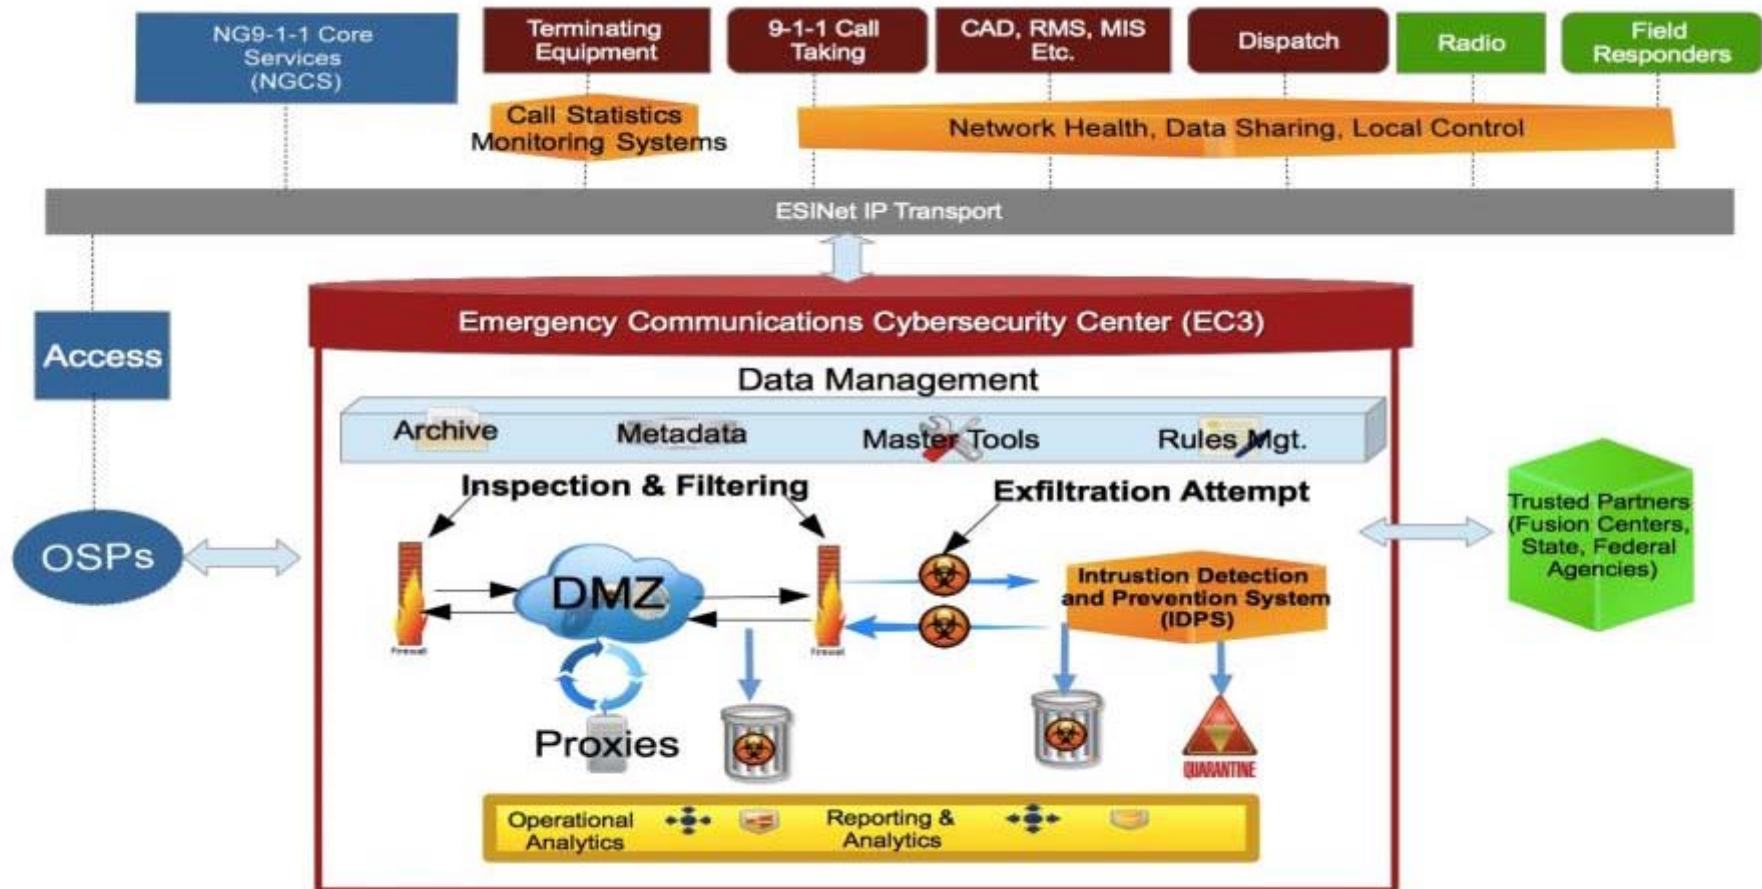 NG9-1-1 Core
Services
(NGCS)
Terminating
Equipment
9-1-1 Call
Taking
CAD, RMS, MIS
Etc.
Dispatch
Radio
Field
Responders
Call Statistics
Monitoring Systems
Network Health, Data Sharing, Local Control
ESINet IP Transport
Access
OSPs
Emergency Communications Cybersecurity Center (EC3)
Data Management
Archive
Metadata
Master Tools
Rules Mgt.
Inspection & Filtering
Exfiltration Attempt
DMZ
Firewall
Firewall
Intrustion Detection
and Prevention System
(IDPS)
Proxies
QUARANTINE
Operational
Analytics
Reporting &
Analytics
Trusted Partners
(Fusion Centers,
State, Federal
Agencies)